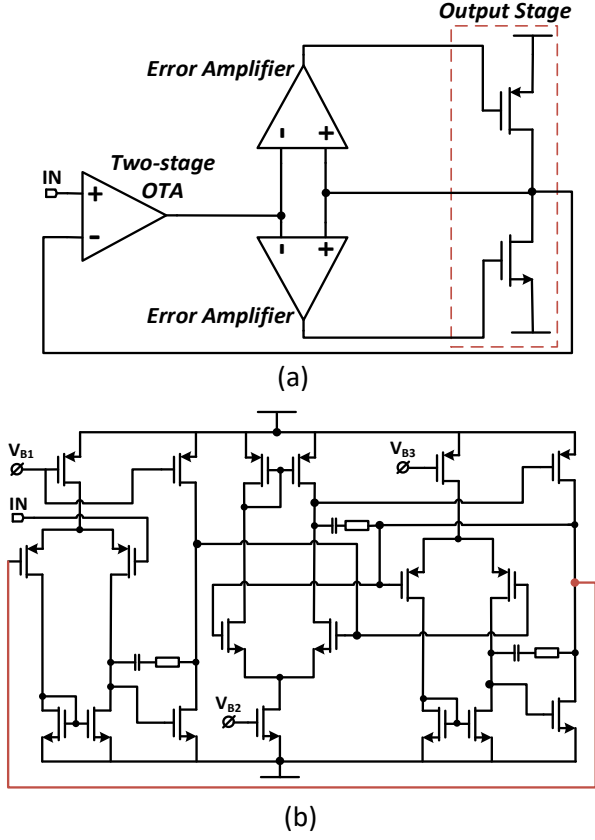 Output Stage
Error Amplifier
Two-stage
OTA
IN
+
-
- +
- +
Error Amplifier
(a)
VB1
VB3
IN
VB2
(b)